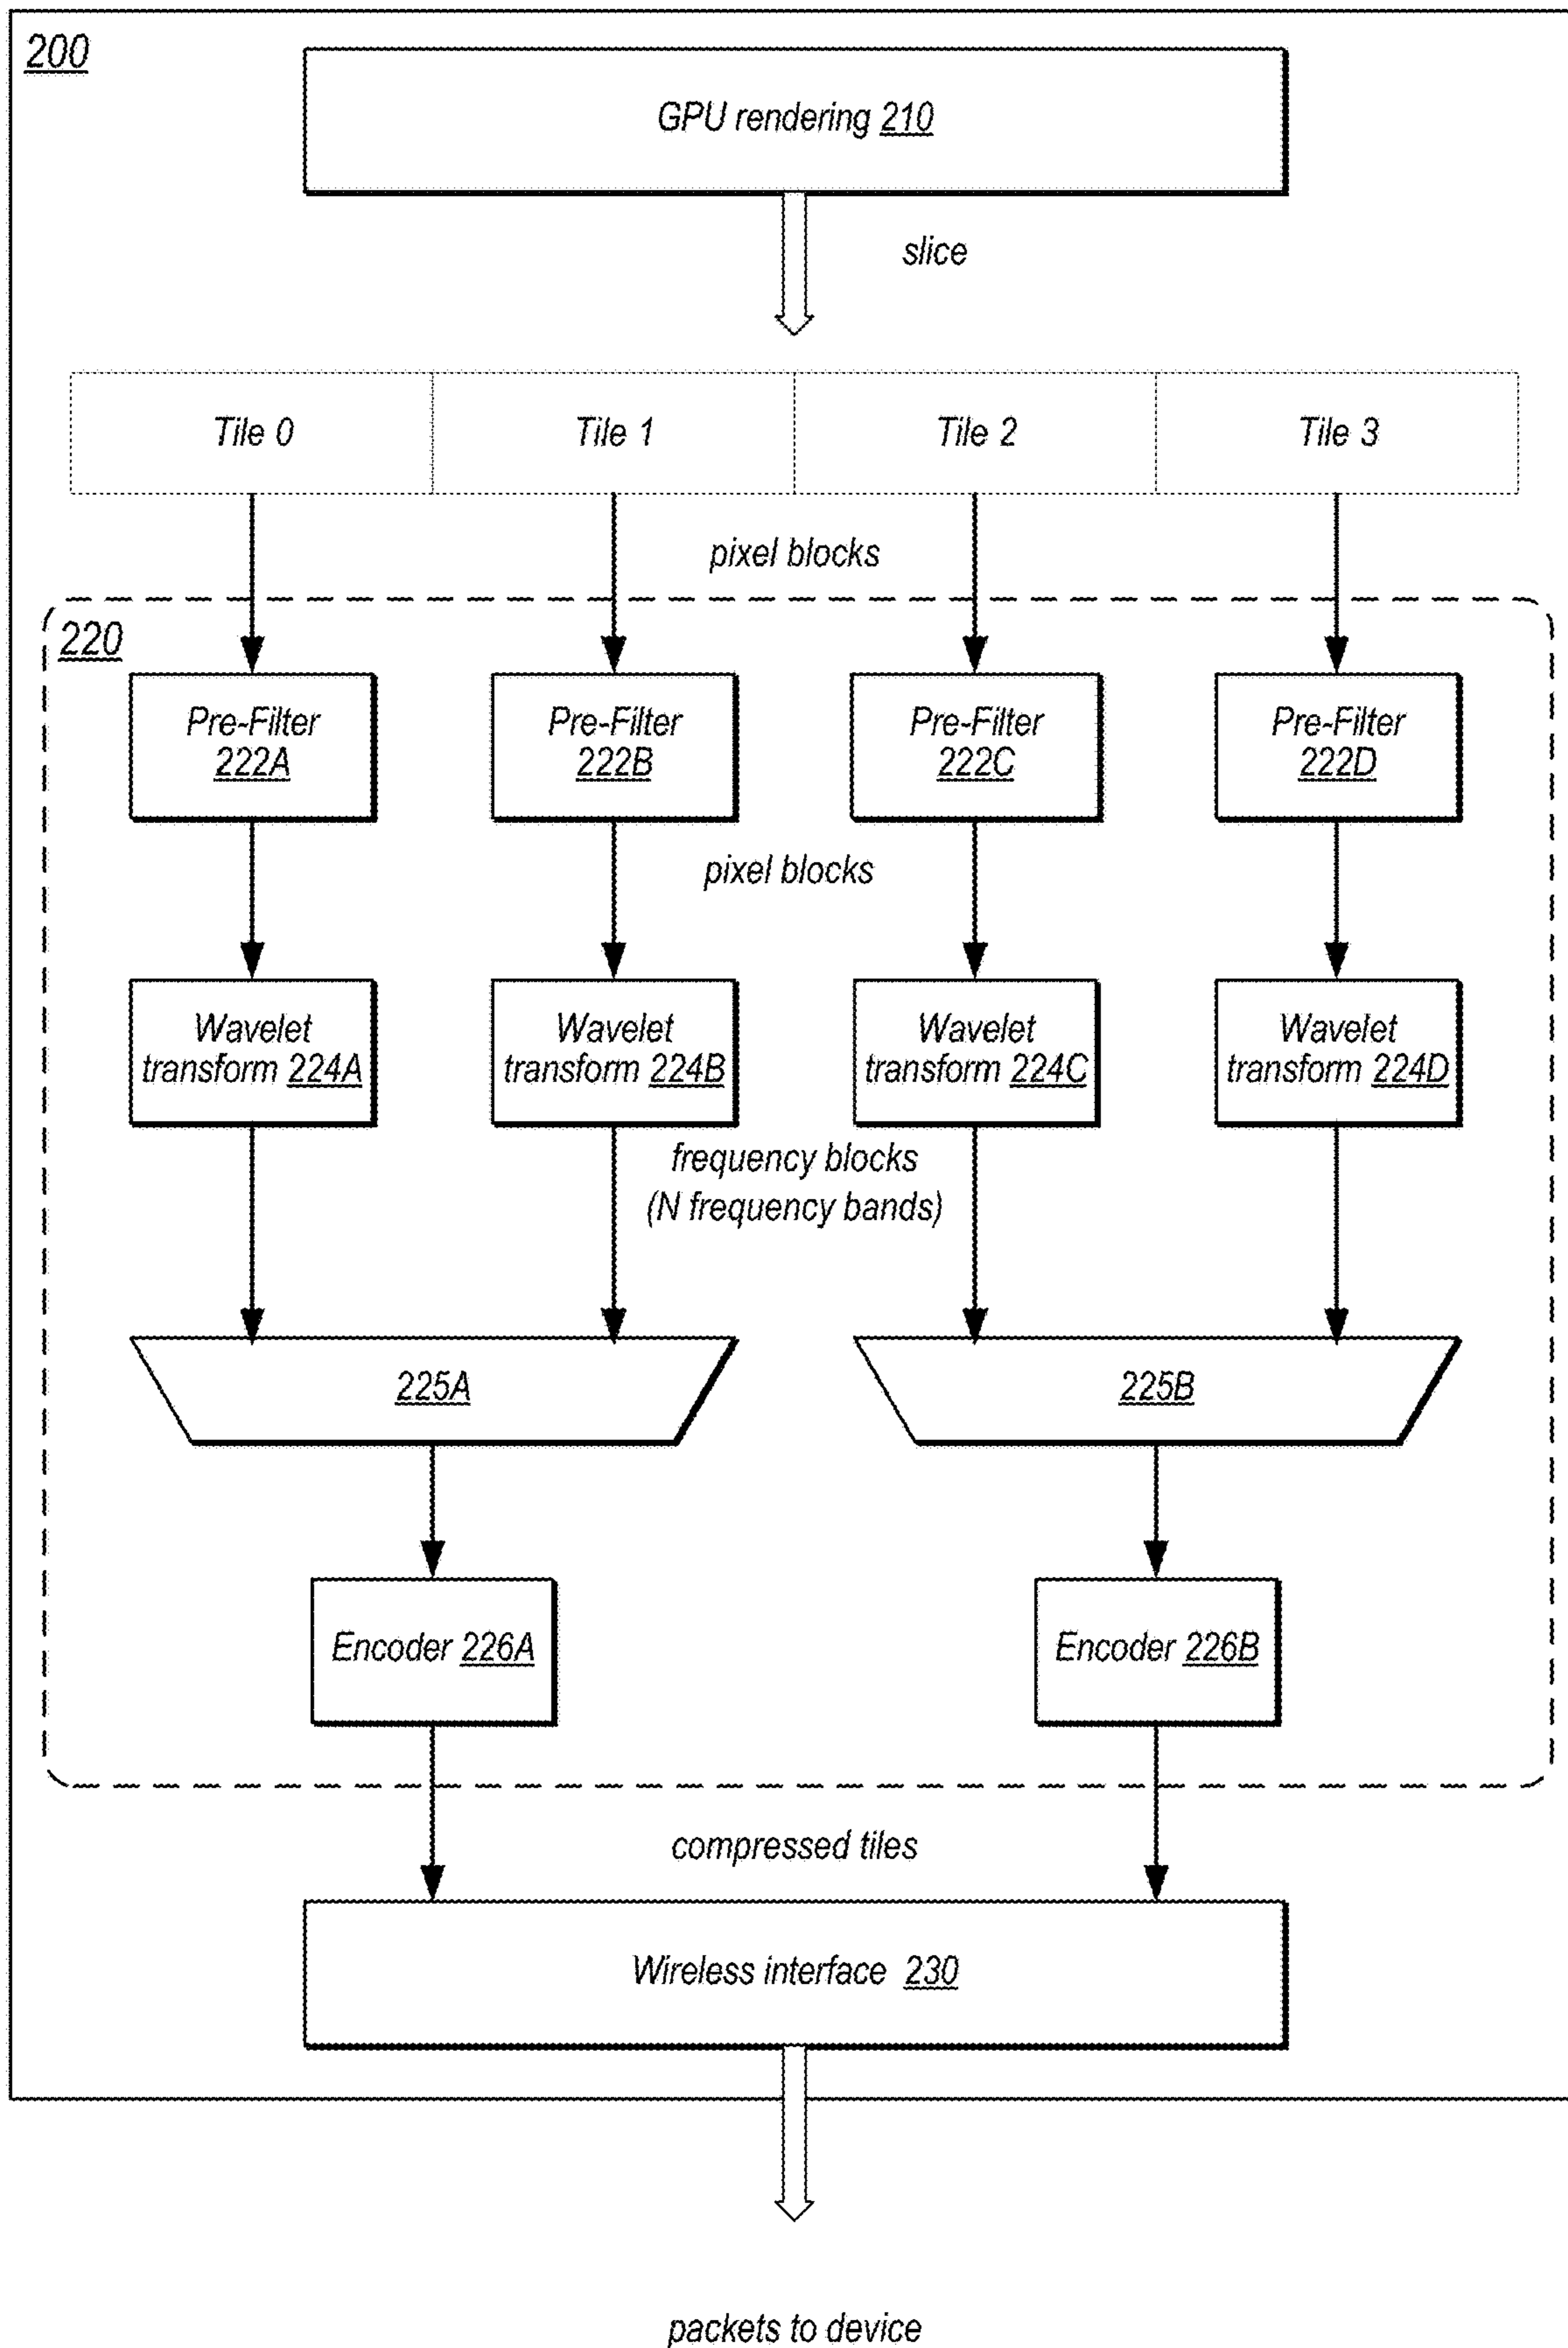 200
GPU rendering 210
slice
Tile 0 Tile 1 Tile 2 Tile 3
pixel blocks
220
Pre-Filter Pre-Filter Pre-Filter Pre-Filter
222A 222B 222C 222D
pixel blocks
Wavelet Wavelet Wavelet Wavelet
transform 224A transform 224B transform 224C transform 224D
frequency blocks
(N frequency bands)
225A 225B
Encoder 226A Encoder 226B
compressed tiles
Wireless interface 230
packets to device